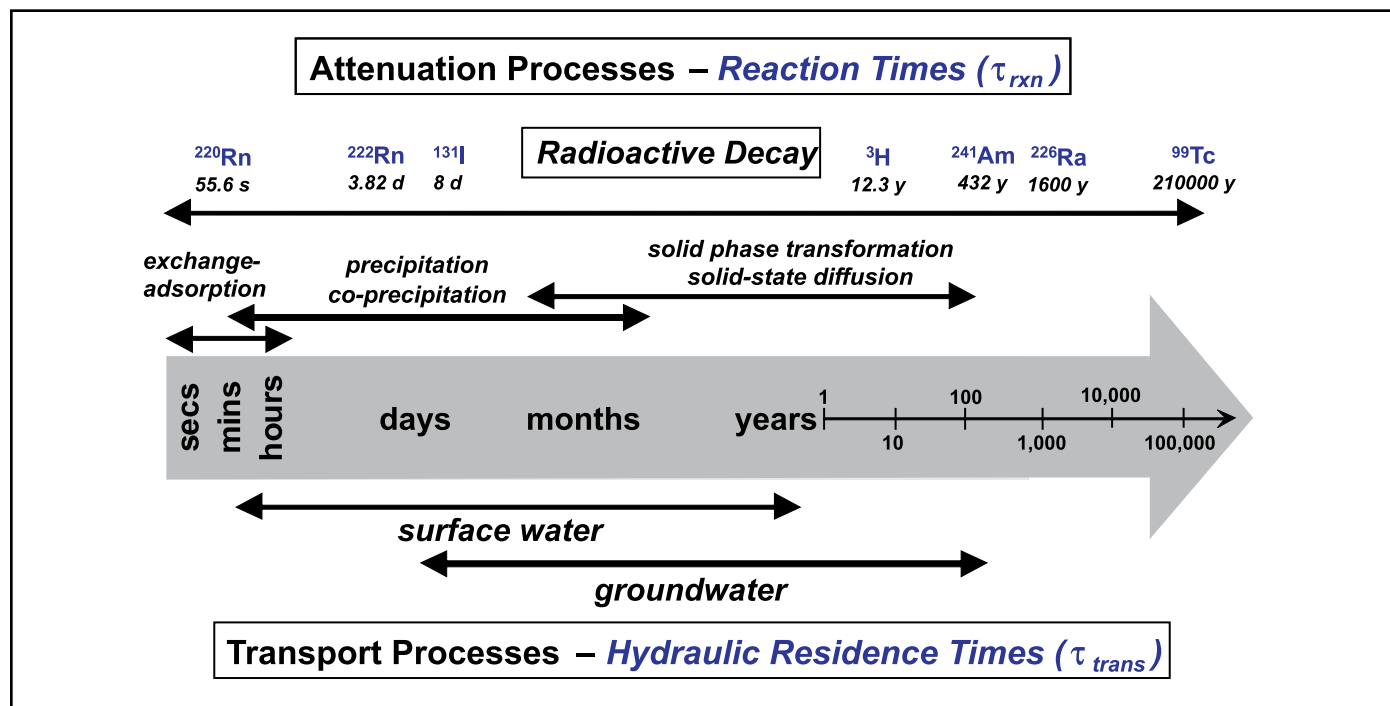 Attenuation Processes – Reaction Times (τrxn)
Radioactive Decay
220Rn 222Rn 131I 3H 241Am 226Ra 99Tc
55.6 s 3.82 d 8 d 12.3 y 432 y 1600 y 210000 y
exchange-
adsorption
precipitation
co-precipitation
solid phase transformation
solid-state diffusion
secs
mins
hours
days months years
1 100 10,000
10 1,000 100,000
surface water
groundwater
Transport Processes – Hydraulic Residence Times (τ trans)